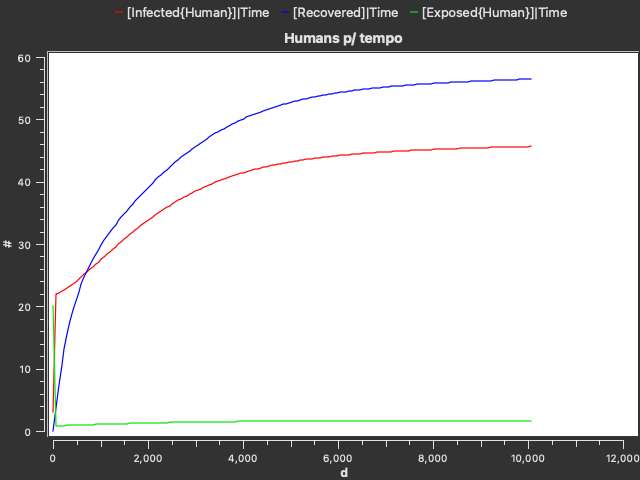 [Infected{Human}]|Time [Recovered]|Time [Exposed{Human}]|Time
Humans p/ tempo
60
50
40
30
20
10
0
#
0 2,000 4,000 6,000 8,000 10,000 12,000
d